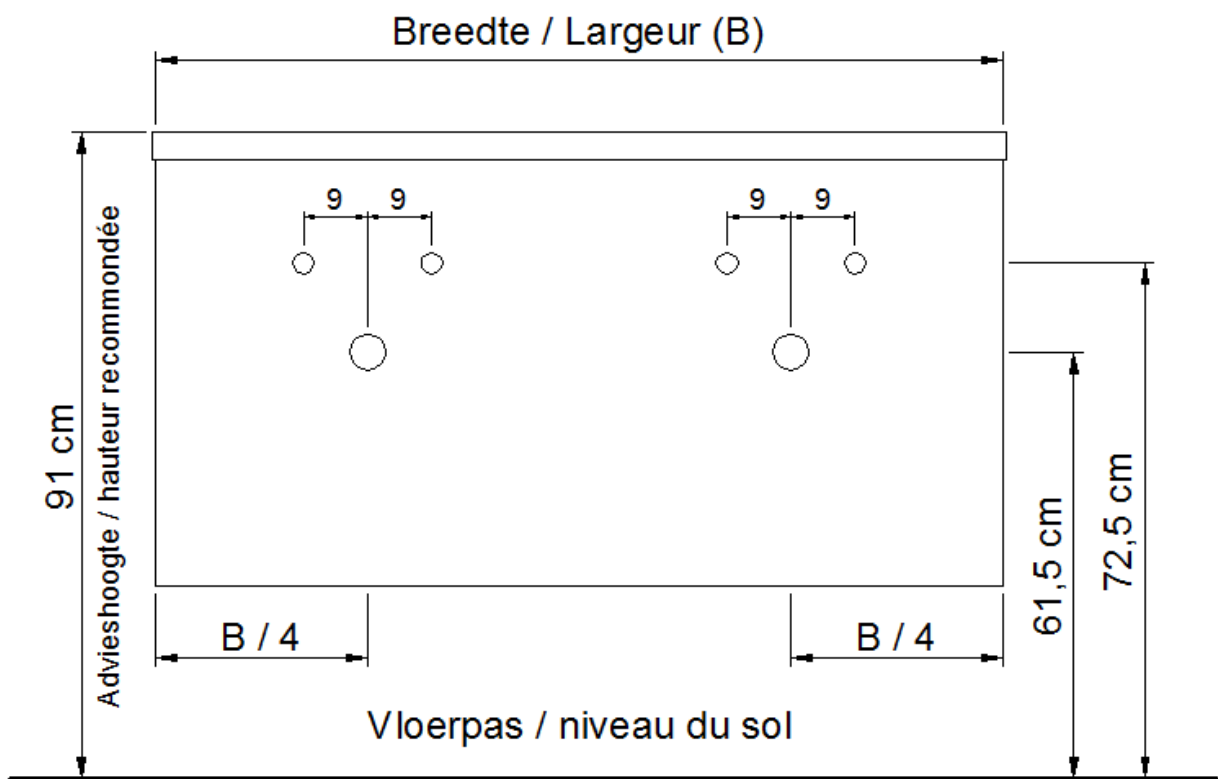 Breedte / Largeur (B)
9 9 9 9
91 cm
Advieshoogte / hauteur recommondée
61,5 cm
72,5 cm
B / 4 B / 4
Vloerpas / niveau du sol